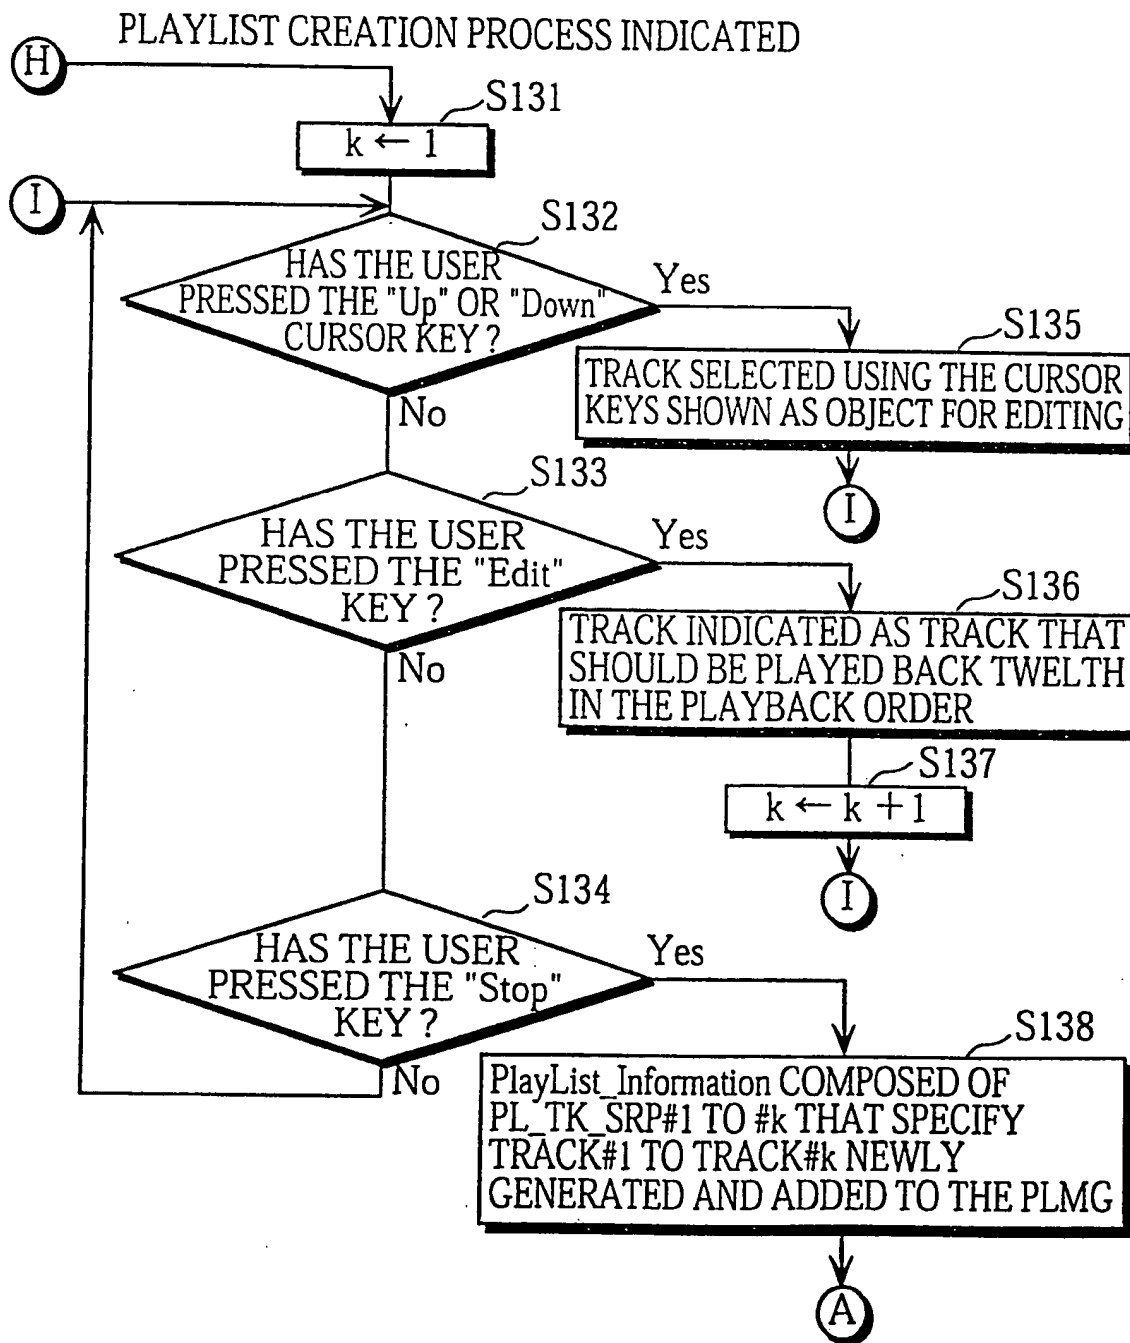 PLAYLIST CREATION PROCESS INDICATED
H
S131
k ← 1
I
S132
HAS THE USER
PRESSED THE "Up" OR "Down"
CURSOR KEY ?
Yes
No
S135
TRACK SELECTED USING THE CURSOR
KEYS SHOWN AS OBJECT FOR EDITING
I
S133
HAS THE USER
PRESSED THE "Edit"
KEY ?
Yes
No
S136
TRACK INDICATED AS TRACK THAT
SHOULD BE PLAYED BACK TWELTH
IN THE PLAYBACK ORDER
S137
k ← k + 1
I
S134
HAS THE USER
PRESSED THE "Stop"
KEY ?
Yes
No
S138
PlayList_Information COMPOSED OF
PL_TK_SRP#1 TO #k THAT SPECIFY
TRACK#1 TO TRACK#k NEWLY
GENERATED AND ADDED TO THE PLMG
A